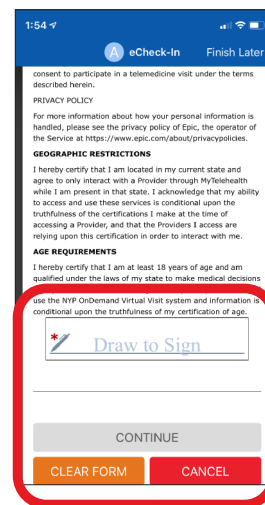 1:54
A eCheck-In Finish Later
consent to participate in a telemedicine visit under the terms
described herein.
PRIVACY POLICY
For more information about how your personal information is
handled, please see the privacy policy of Epic, the operator of
the Service at https://www.epic.com/about/privacypolicies.
GEOGRAPHIC RESTRICTIONS
I hereby certify that I am located in my current state and
agree to only interact with a Provider through MyTelehealth
while I am present in that state. I acknowledge that my ability
to access and use these services is conditional upon the
truthfulness of the certifications I make at the time of
accessing a Provider, and that the Providers I access are
relying upon this certification in order to interact with me.
AGE REQUIREMENTS
I hereby certify that I am at least 18 years of age and am
qualified under the laws of my state to make medical decisions
use the NYP OnDemand Virtual Visit system and information is
conditional upon the truthfulness of my certification of age.
* Draw to Sign
CONTINUE
CLEAR FORM CANCEL